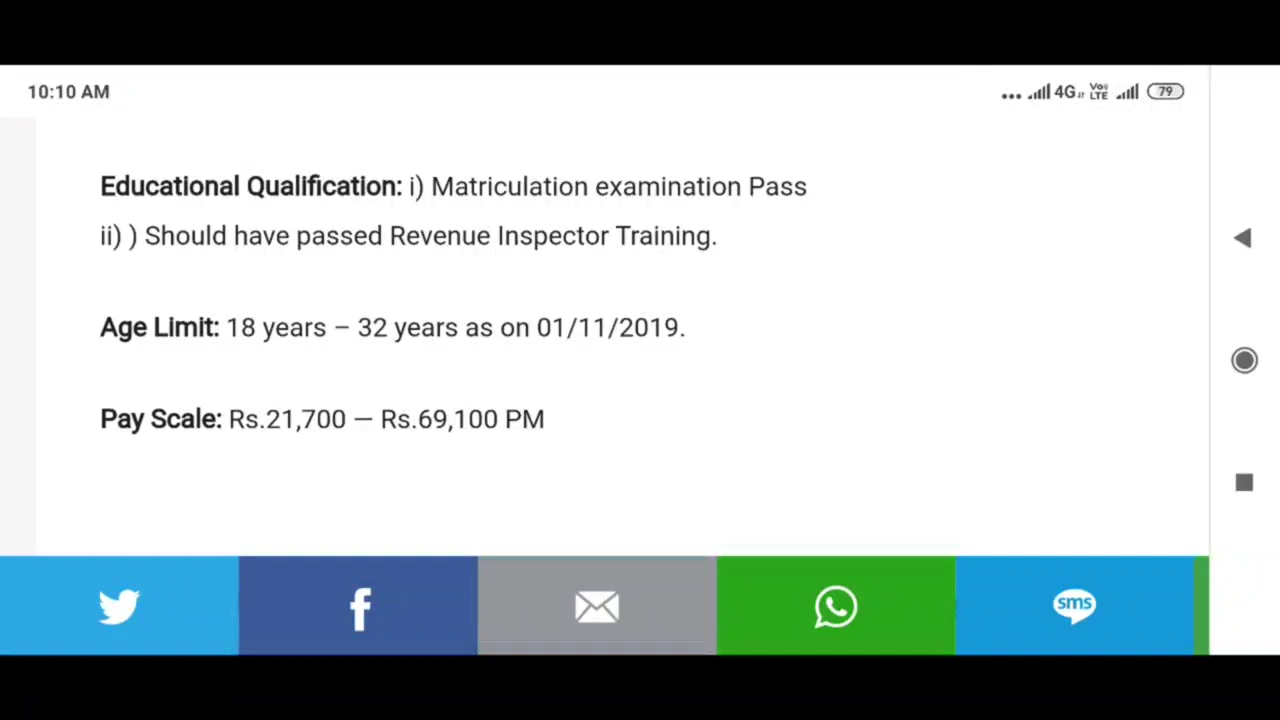 10:10 AM
4G Vo) LTE 79
Educational Qualification: i) Matriculation examination Pass
ii) ) Should have passed Revenue Inspector Training.
Age Limit: 18 years – 32 years as on 01/11/2019.
Pay Scale: Rs.21,700 — Rs.69,100 PM
sms